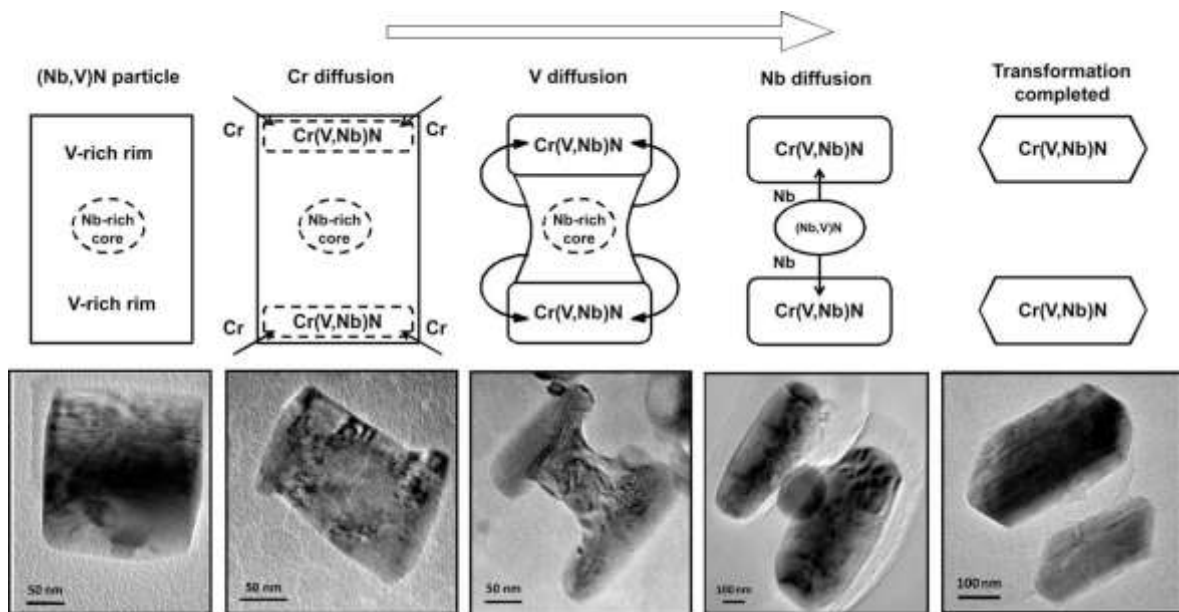 (Nb,V)N particle
Cr diffusion
V diffusion
Nb diffusion
Transformation
completed
V-rich rim
Nb-rich
core
V-rich rim
Cr
Cr(V,Nb)N
Cr
Nb-rich
core
Cr
Cr(V,Nb)N
Cr
Cr(V,Nb)N
Nb-rich
core
Cr(V,Nb)N
Cr(V,Nb)N
Nb
(Nb,V)N
Nb
Cr(V,Nb)N
Cr(V,Nb)N
Cr(V,Nb)N
50 nm
50 nm
50 nm
100 nm
100 nm